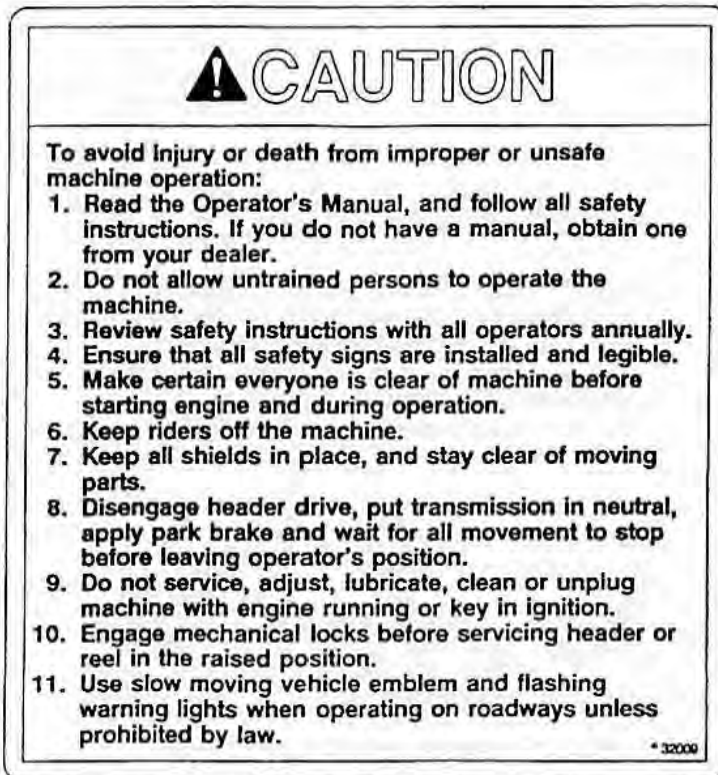 CAUTION
To avoid Injury or death from improper or unsafe
machine operation:
1. Read the Operator's Manual, and follow all safety
instructions. If you do not have a manual, obtain one
from your dealer.
2. Do not allow untrained persons to operate the
machine.
3. Review safety instructions with all operators annually.
4. Ensure that all safety signs are installed and legible.
5. Make certain everyone is clear of machine before
starting engine and during operation.
6. Keep riders off the machine.
7. Keep all shields in place, and stay clear of moving
parts.
8. Disengage header drive, put transmission in neutral,
apply park brake and wait for all movement to stop
before leaving operator's position.
9. Do not service, adjust, lubricate, clean or unplug
machine with engine running or key in ignition.
10. Engage mechanical locks before servicing header or
reel in the raised position.
11. Use slow moving vehicle emblem and flashing
warning lights when operating on roadways unless
prohibited by law.
* 32009